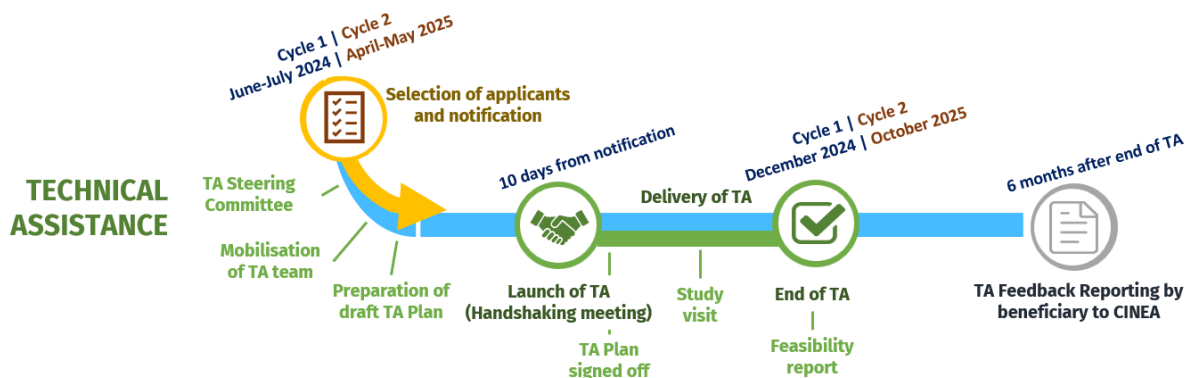 Cycle 1 | Cycle 2
June-July 2024 | April-May 2025
Selection of applicants
and notification
TECHNICAL
ASSISTANCE
TA Steering
Committee
Mobilisation
of TA team
Preparation of
draft TA Plan
10 days from notification
Launch of TA
(Handshaking meeting)
TA Plan
signed off
Delivery of TA
Study
visit
Cycle 1 | Cycle 2
December 2024 | October 2025
End of TA
Feasibility
report
6 months after end of TA
TA Feedback Reporting by
beneficiary to CINEA